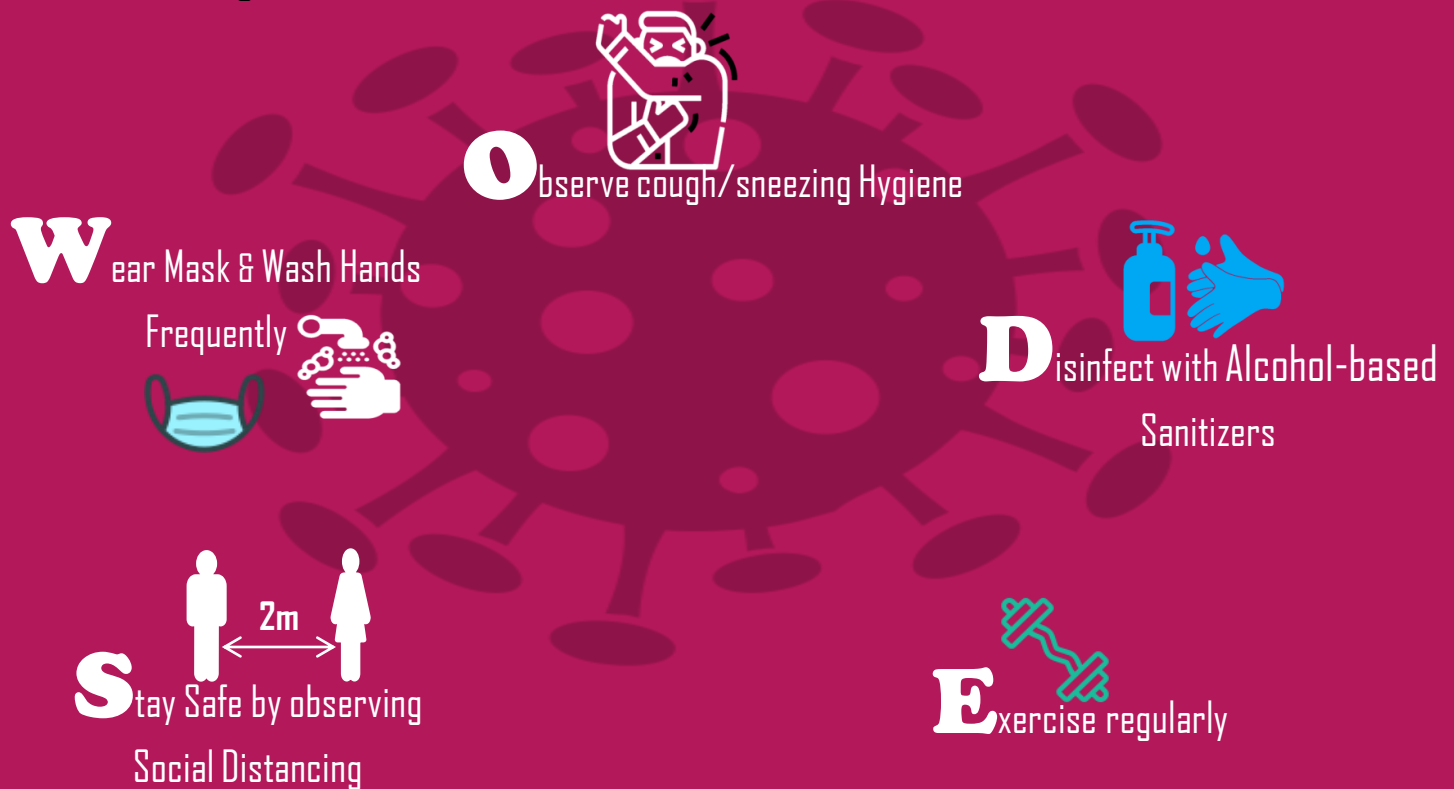 Observe cough/sneezing Hygiene
Wear Mask & Wash Hands
Frequently
Disinfect with Alcohol-based
Sanitizers
2m
Stay Safe by observing
Social Distancing
Exercise regularly